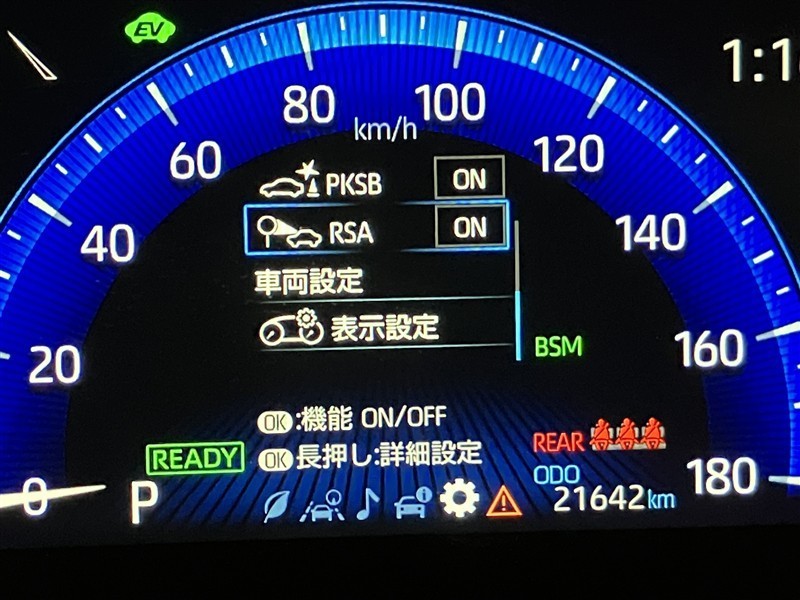 EV
1:1
80
100
km/h
60
120
PKSB ON
RSA ON
40
140
車両設定
表示設定
BSM
20
160
OK:機能 ON/OFF
REAR
READY
OK長押し:詳細設定
ODO
180
0
P
21642km